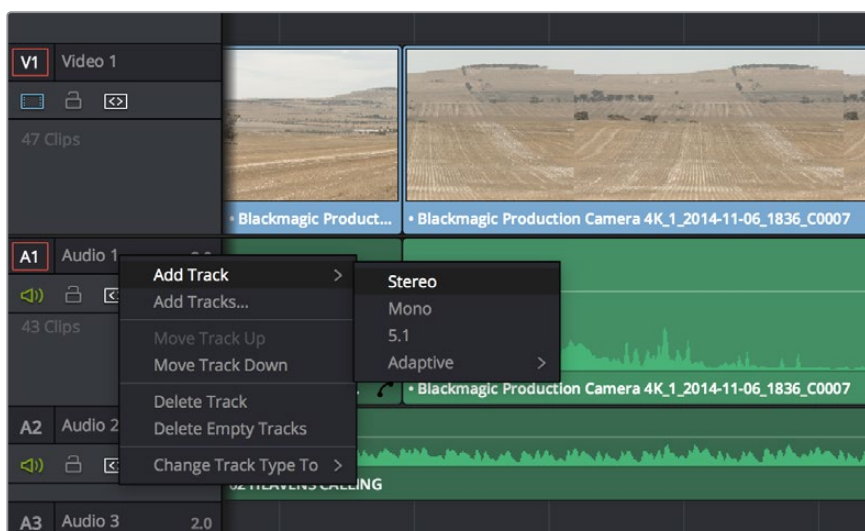 V1 Video 1
47 Clips
• Blackmagic Product...
• Blackmagic Production Camera 4K_1_2014-11-06_1836_C0007
A1 Audio 1
43 Clips
Add Track >
Add Tracks...
Move Track Up
Move Track Down
Delete Track
Delete Empty Tracks
Change Track Type To >
Stereo
Mono
5.1
Adaptive >
• Blackmagic Production Camera 4K_1_2014-11-06_1836_C0007
A2 Audio 2
HEAVENS CALLING
A3 Audio 3 2.0